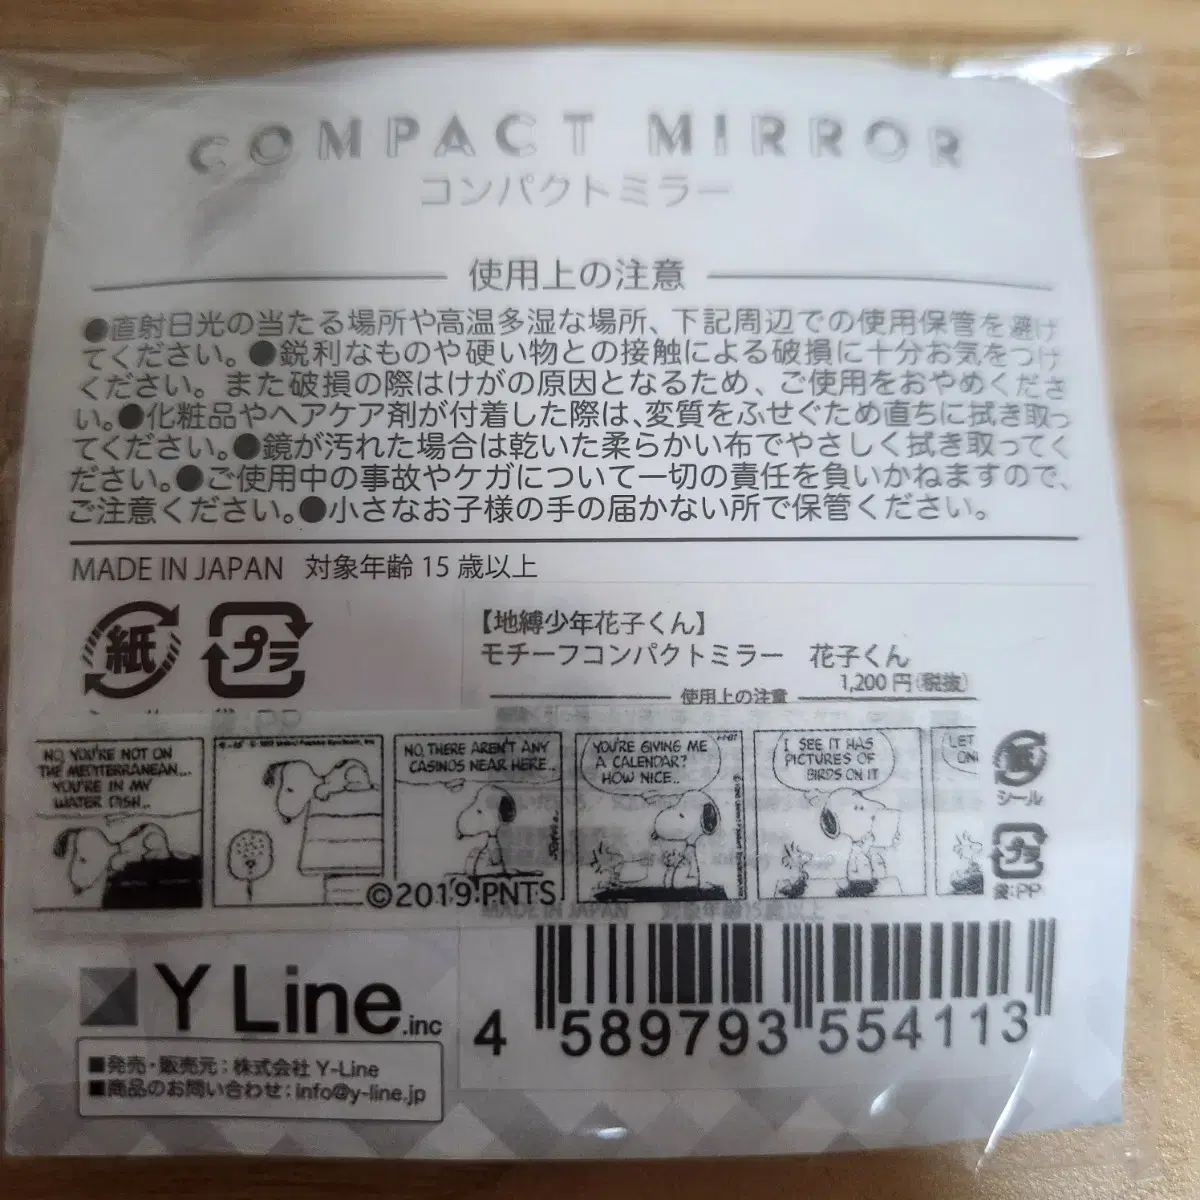 COMPACT MIRROR
コンパクトミラー
使用上の注意
●直射日光の当たる場所や高温多湿な場所、下記周辺での使用保管を避け
てください。●鋭利なものや硬い物との接触による破損に十分お気をつけ
ください。また破損の際はけがの原因となるため、ご使用をおやめくださ
い。●化粧品やヘアケア剤が付着した際は、変質をふせぐため直ちに拭き取っ
てください。●鏡が汚れた場合は乾いた柔らかい布でやさしく拭き取ってく
ださい。●ご使用中の事故やケガについて一切の責任を負いかねますので、
ご注意ください。●小さなお子様の手の届かない所で保管ください。
MADE IN JAPAN 対象年齢 15 歳以上
紙
プラ
【地縛少年花子くん】
モチーフコンパクトミラー 花子くん
1,200 円(税抜)
使用上の注意
NO, YOU'RE NOT ON
THE MEDITERRANEAN...
YOU'RE IN MY
WATER DISH..
NO, THERE AREN'T ANY
CASINOS NEAR HERE..
YOU'RE GIVING ME
A CALENDAR?
HOW NICE..
I SEE IT HAS
PICTURES OF
BIRDS ON IT
LET
ON
紙
シール
プラ
袋:PP
©2019 PNTS
MADE IN JAPAN 対象年齢15歳以上
Y Line.inc
■発売・販売元;株式会社 Y-Line
■商品のお問い合わせ:info@y-line.jp
4 589793 554113